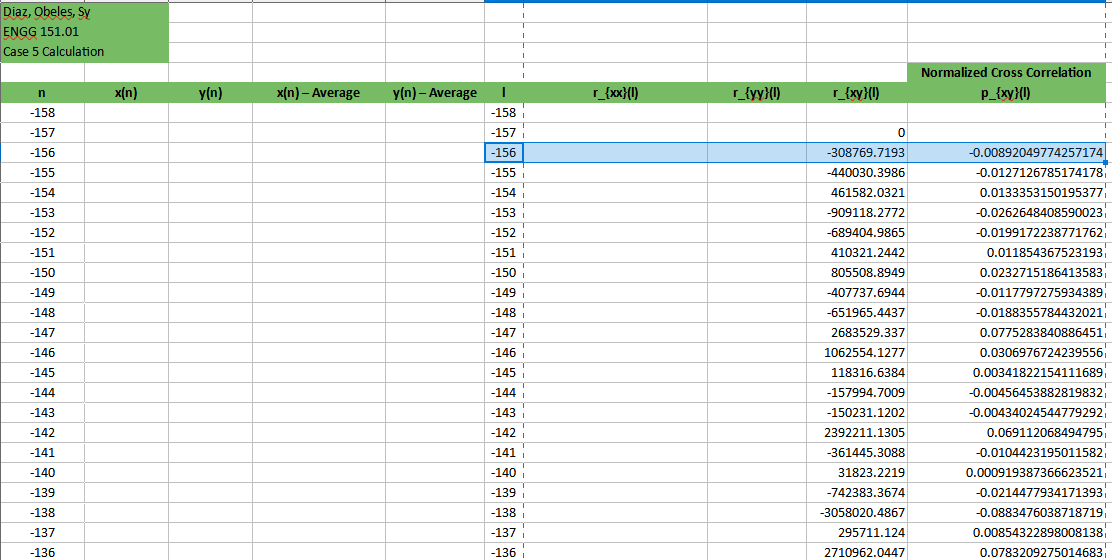 Diaz, Obeles, Sy
ENGG 151.01
Case 5 Calculation
Normalized Cross Correlation
n x(n) y(n) x(n) – Average y(n) – Average l r_{xx}(l) r_{yy}(l) r_{xy}(l) p_{xy}(l)
-158 -158
-157 -157 0
-156 -156 -308769.7193 -0.00892049774257174
-155 -155 -440030.3986 -0.0127126785174178
-154 -154 461582.0321 0.0133353150195377
-153 -153 -909118.2772 -0.0262648408590023
-152 -152 -689404.9865 -0.0199172238771762
-151 -151 410321.2442 0.011854367523193
-150 -150 805508.8949 0.0232715186413583
-149 -149 -407737.6944 -0.0117797275934389
-148 -148 -651965.4437 -0.0188355784432021
-147 -147 2683529.337 0.0775283840886451
-146 -146 1062554.1277 0.0306976724239556
-145 -145 118316.6384 0.00341822154111689
-144 -144 -157994.7009 -0.00456453882819832
-143 -143 -150231.1202 -0.00434024544779292
-142 -142 2392211.1305 0.069112068494795
-141 -141 -361445.3088 -0.0104423195011582
-140 -140 31823.2219 0.000919387366623521
-139 -139 -742383.3674 -0.0214477934171393
-138 -138 -3058020.4867 -0.0883476038718719
-137 -137 295711.124 0.00854322898008138
-136 -136 2710962.0447 0.0783209275014683